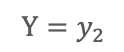 Y = y₂